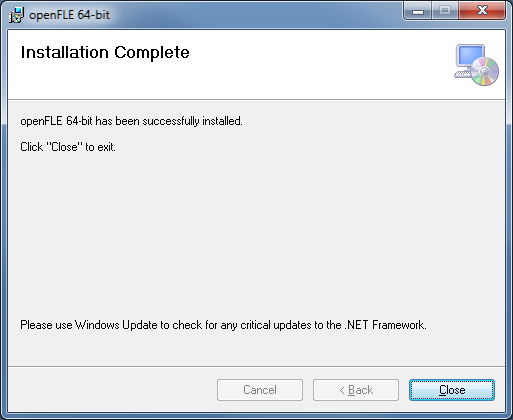 openFLE 64-bit
Installation Complete
openFLE 64-bit has been successfully installed.
Click "Close" to exit.
Please use Windows Update to check for any critical updates to the .NET Framework.
Cancel
< Back
Close